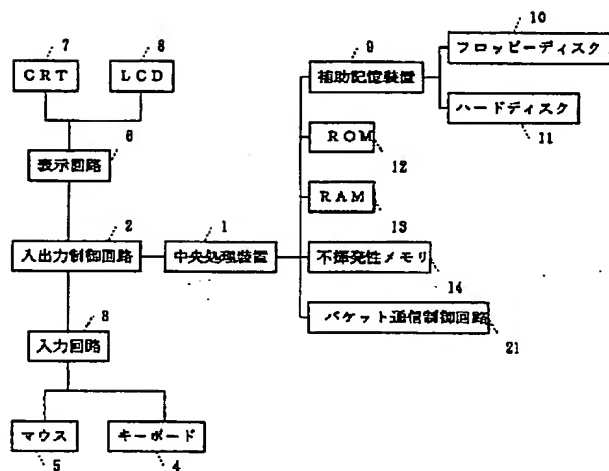 7
8
CRT
LCD
6
表示回路
2
入出力制御回路
1
中央処理装置
3
入力回路
マウス
5
キーボード
4
9
補助記憶装置
10
フロッピーディスク
ハードディスク
11
ROM
12
RAM
13
不揮発性メモリ
14
パケット通信制御回路
21